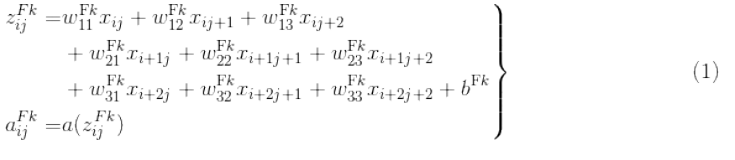 z_{ij}^{Fk} = w_{11}^{Fk} x_{ij} + w_{12}^{Fk} x_{ij+1} + w_{13}^{Fk} x_{ij+2}
+ w_{21}^{Fk} x_{i+1j} + w_{22}^{Fk} x_{i+1j+1} + w_{23}^{Fk} x_{i+1j+2}
+ w_{31}^{Fk} x_{i+2j} + w_{32}^{Fk} x_{i+2j+1} + w_{33}^{Fk} x_{i+2j+2} + b^{Fk}
a_{ij}^{Fk} = a(z_{ij}^{Fk})
(1)